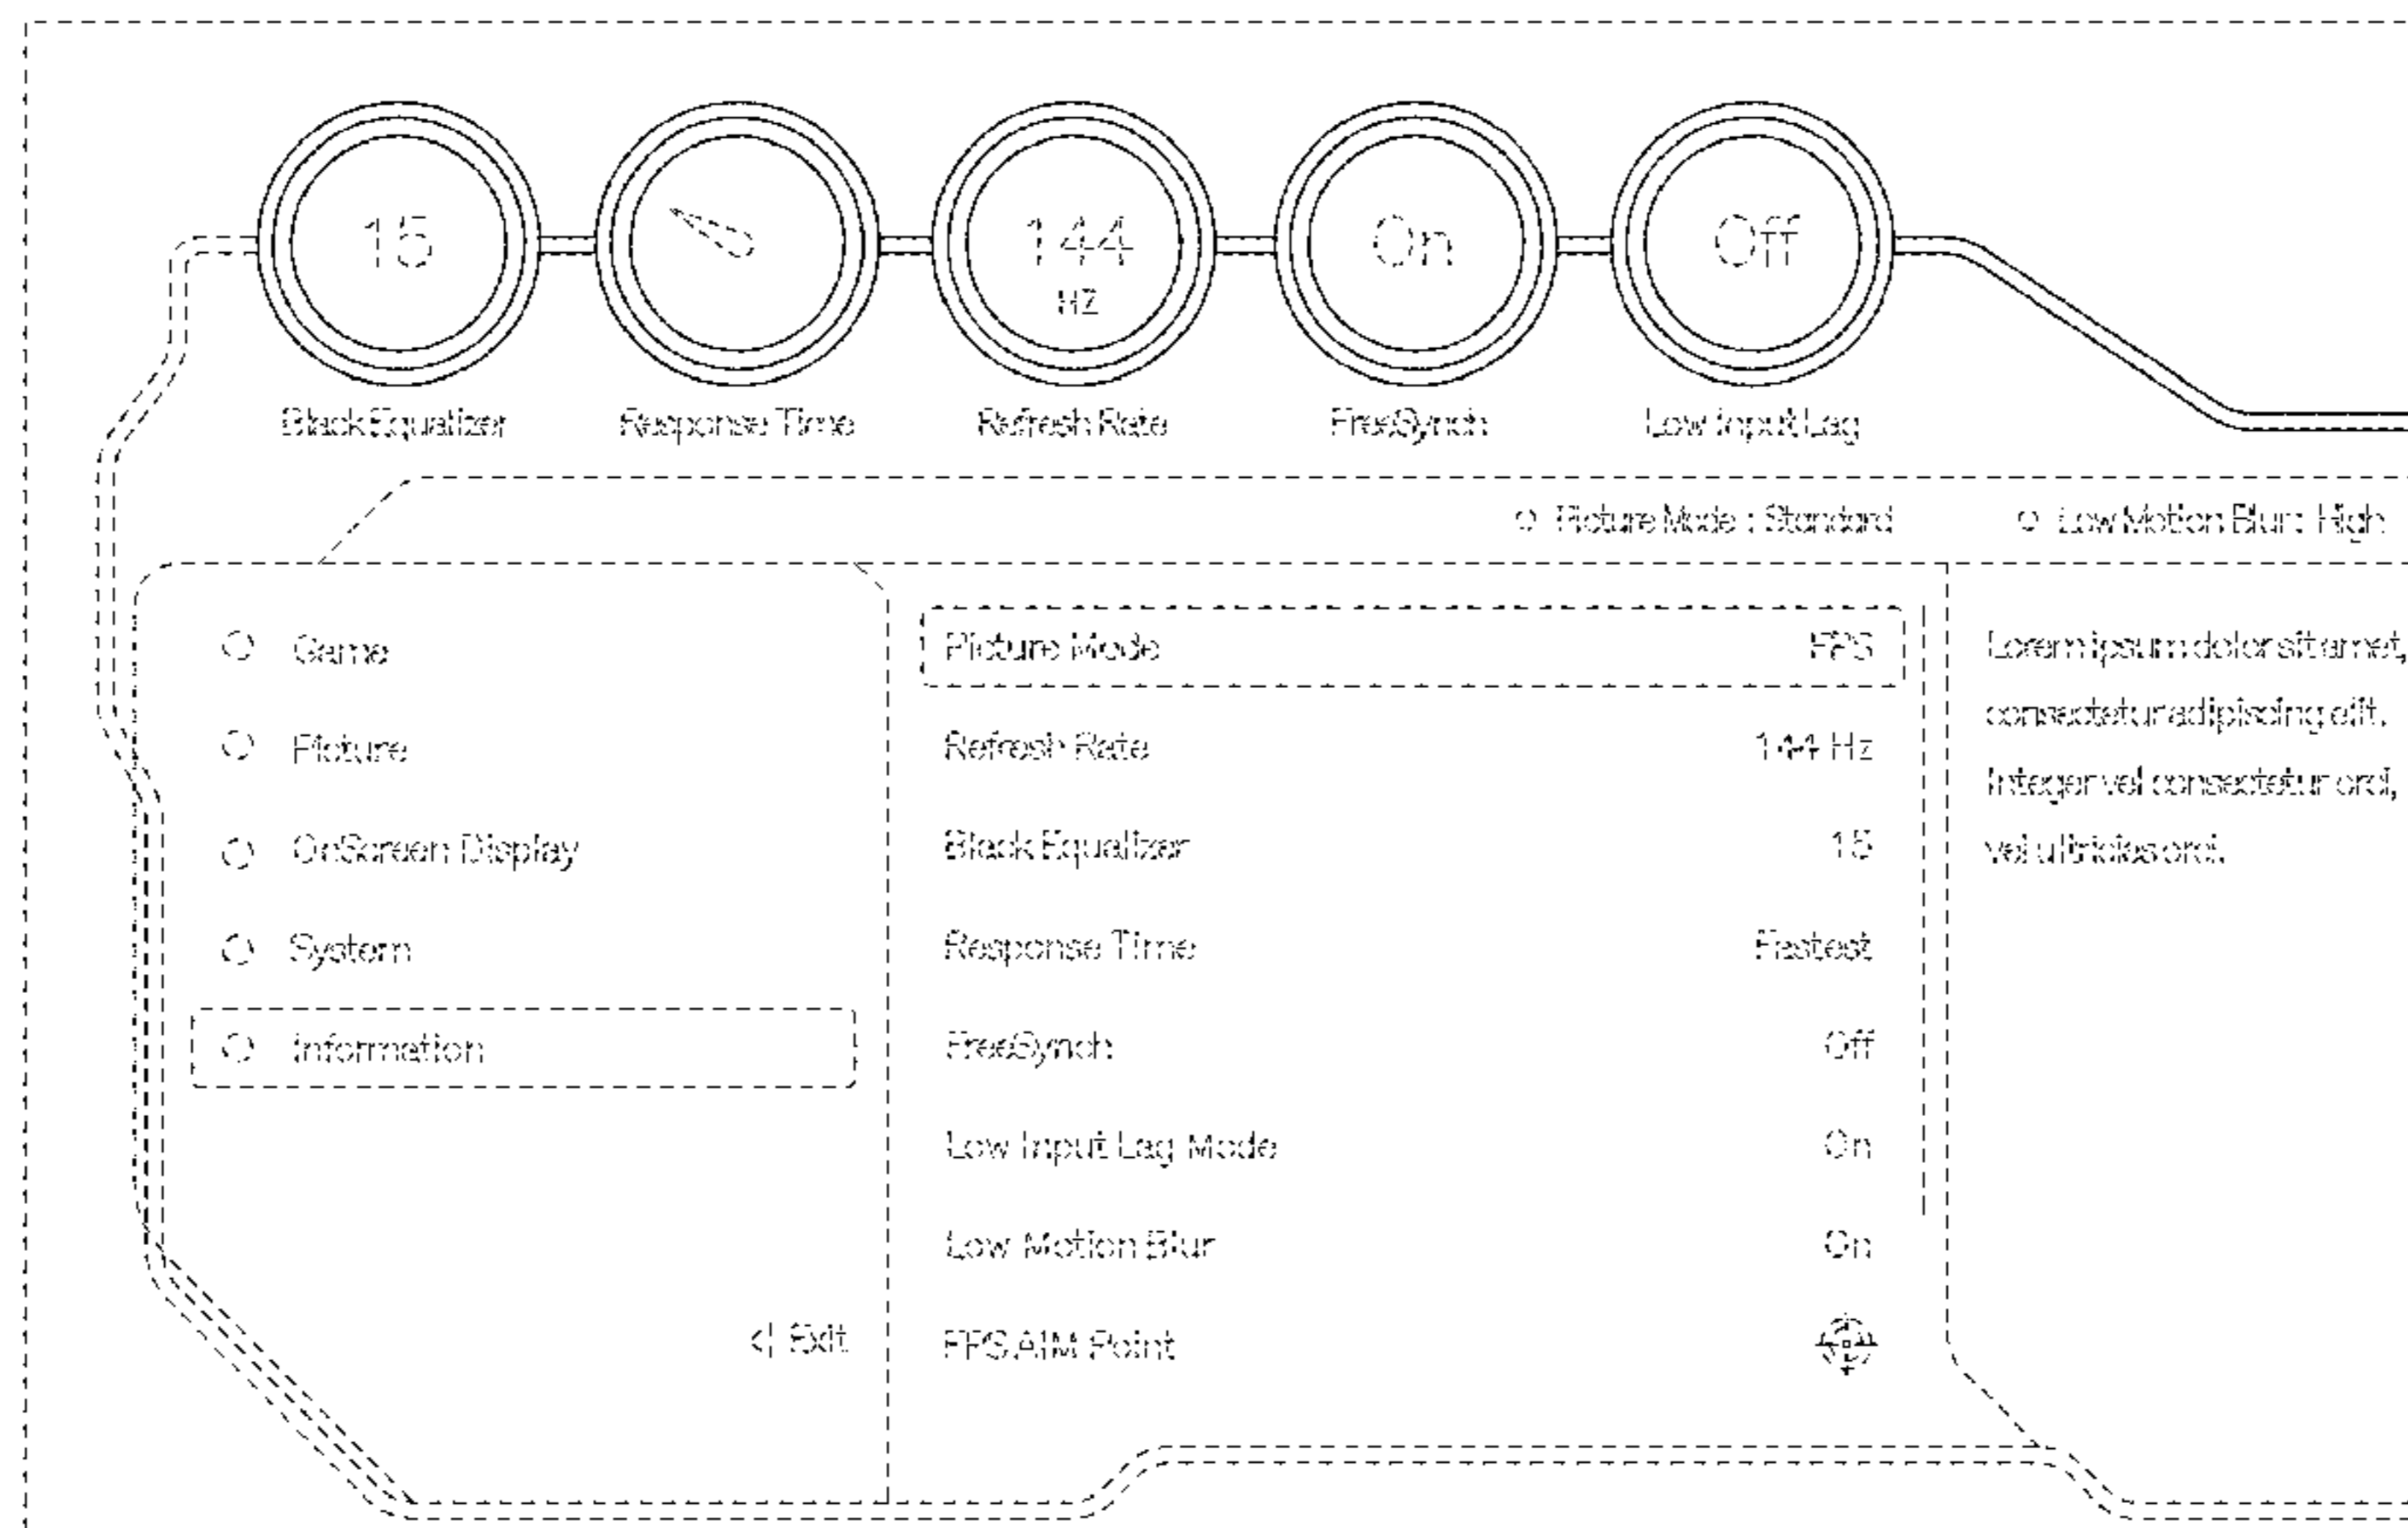 15
144
HZ
On
Off
Black Equalizer
Response Time
Refresh Rate
FreeSynch
Low Input Lag
Picture Mode : Standard
Low Motion Blur: High
Game
Picture
OnScreen Display
System
Information
Exit
Picture Mode FPS
Refresh Rate 144 Hz
Black Equalizer 15
Response Time Fastest
FreeSynch Off
Low Input Lag Mode On
Low Motion Blur On
FPS AIM Point
Lorem ipsum dolor sit amet,
consectetur adipiscing elit.
Integer vel consectetur orci,
vel ultricies orci.